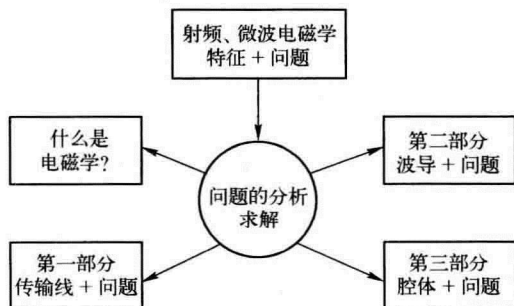 射频、微波电磁学
特征 + 问题
什么是
电磁学?
第二部分
波导 + 问题
问题的分析
求解
第一部分
传输线 + 问题
第三部分
腔体 + 问题